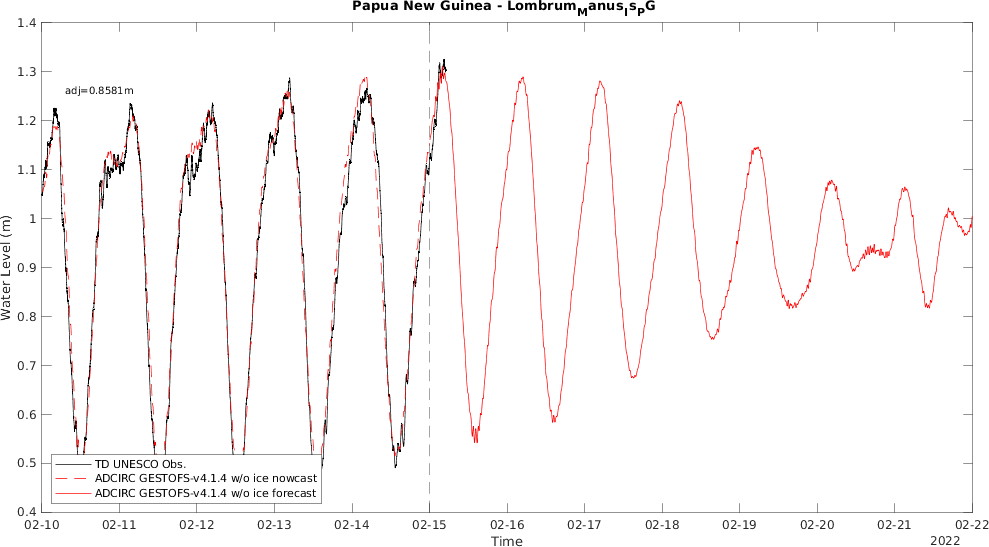 Papua New Guinea - Lombrum_Manus_Is_PG
1.4
1.3
1.2
1.1
1
0.9
0.8
0.7
0.6
0.5
0.4
Water Level (m)
adj=0.8581m
TD UNESCO Obs.
ADCIRC GESTOFS-v4.1.4 w/o ice nowcast
ADCIRC GESTOFS-v4.1.4 w/o ice forecast
02-10 02-11 02-12 02-13 02-14 02-15 02-16 02-17 02-18 02-19 02-20 02-21 02-22
Time
2022